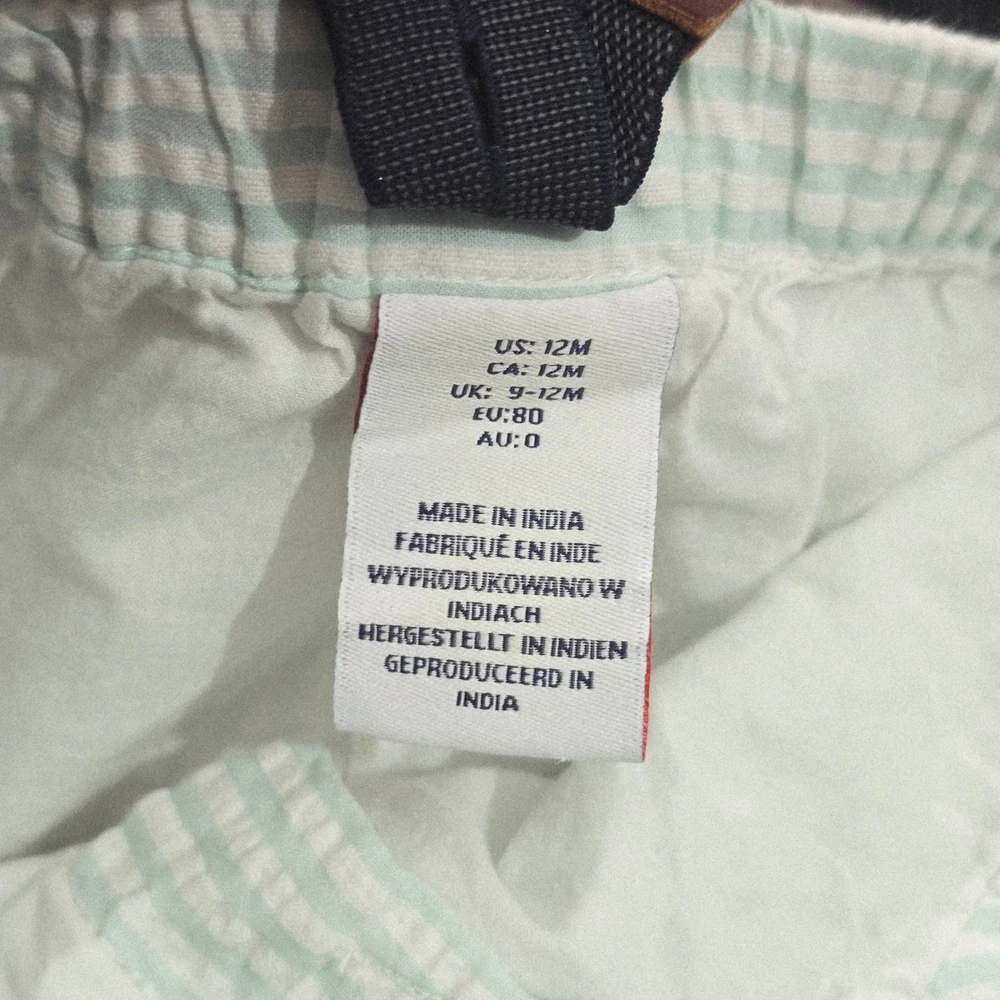 US: 12M
CA: 12M
UK: 9-12M
EU:80
AU:0
MADE IN INDIA
FABRIQUÉ EN INDE
WYPRODUKOWANO W
INDIACH
HERGESTELLT IN INDIEN
GEPRODUCEERD IN
INDIA